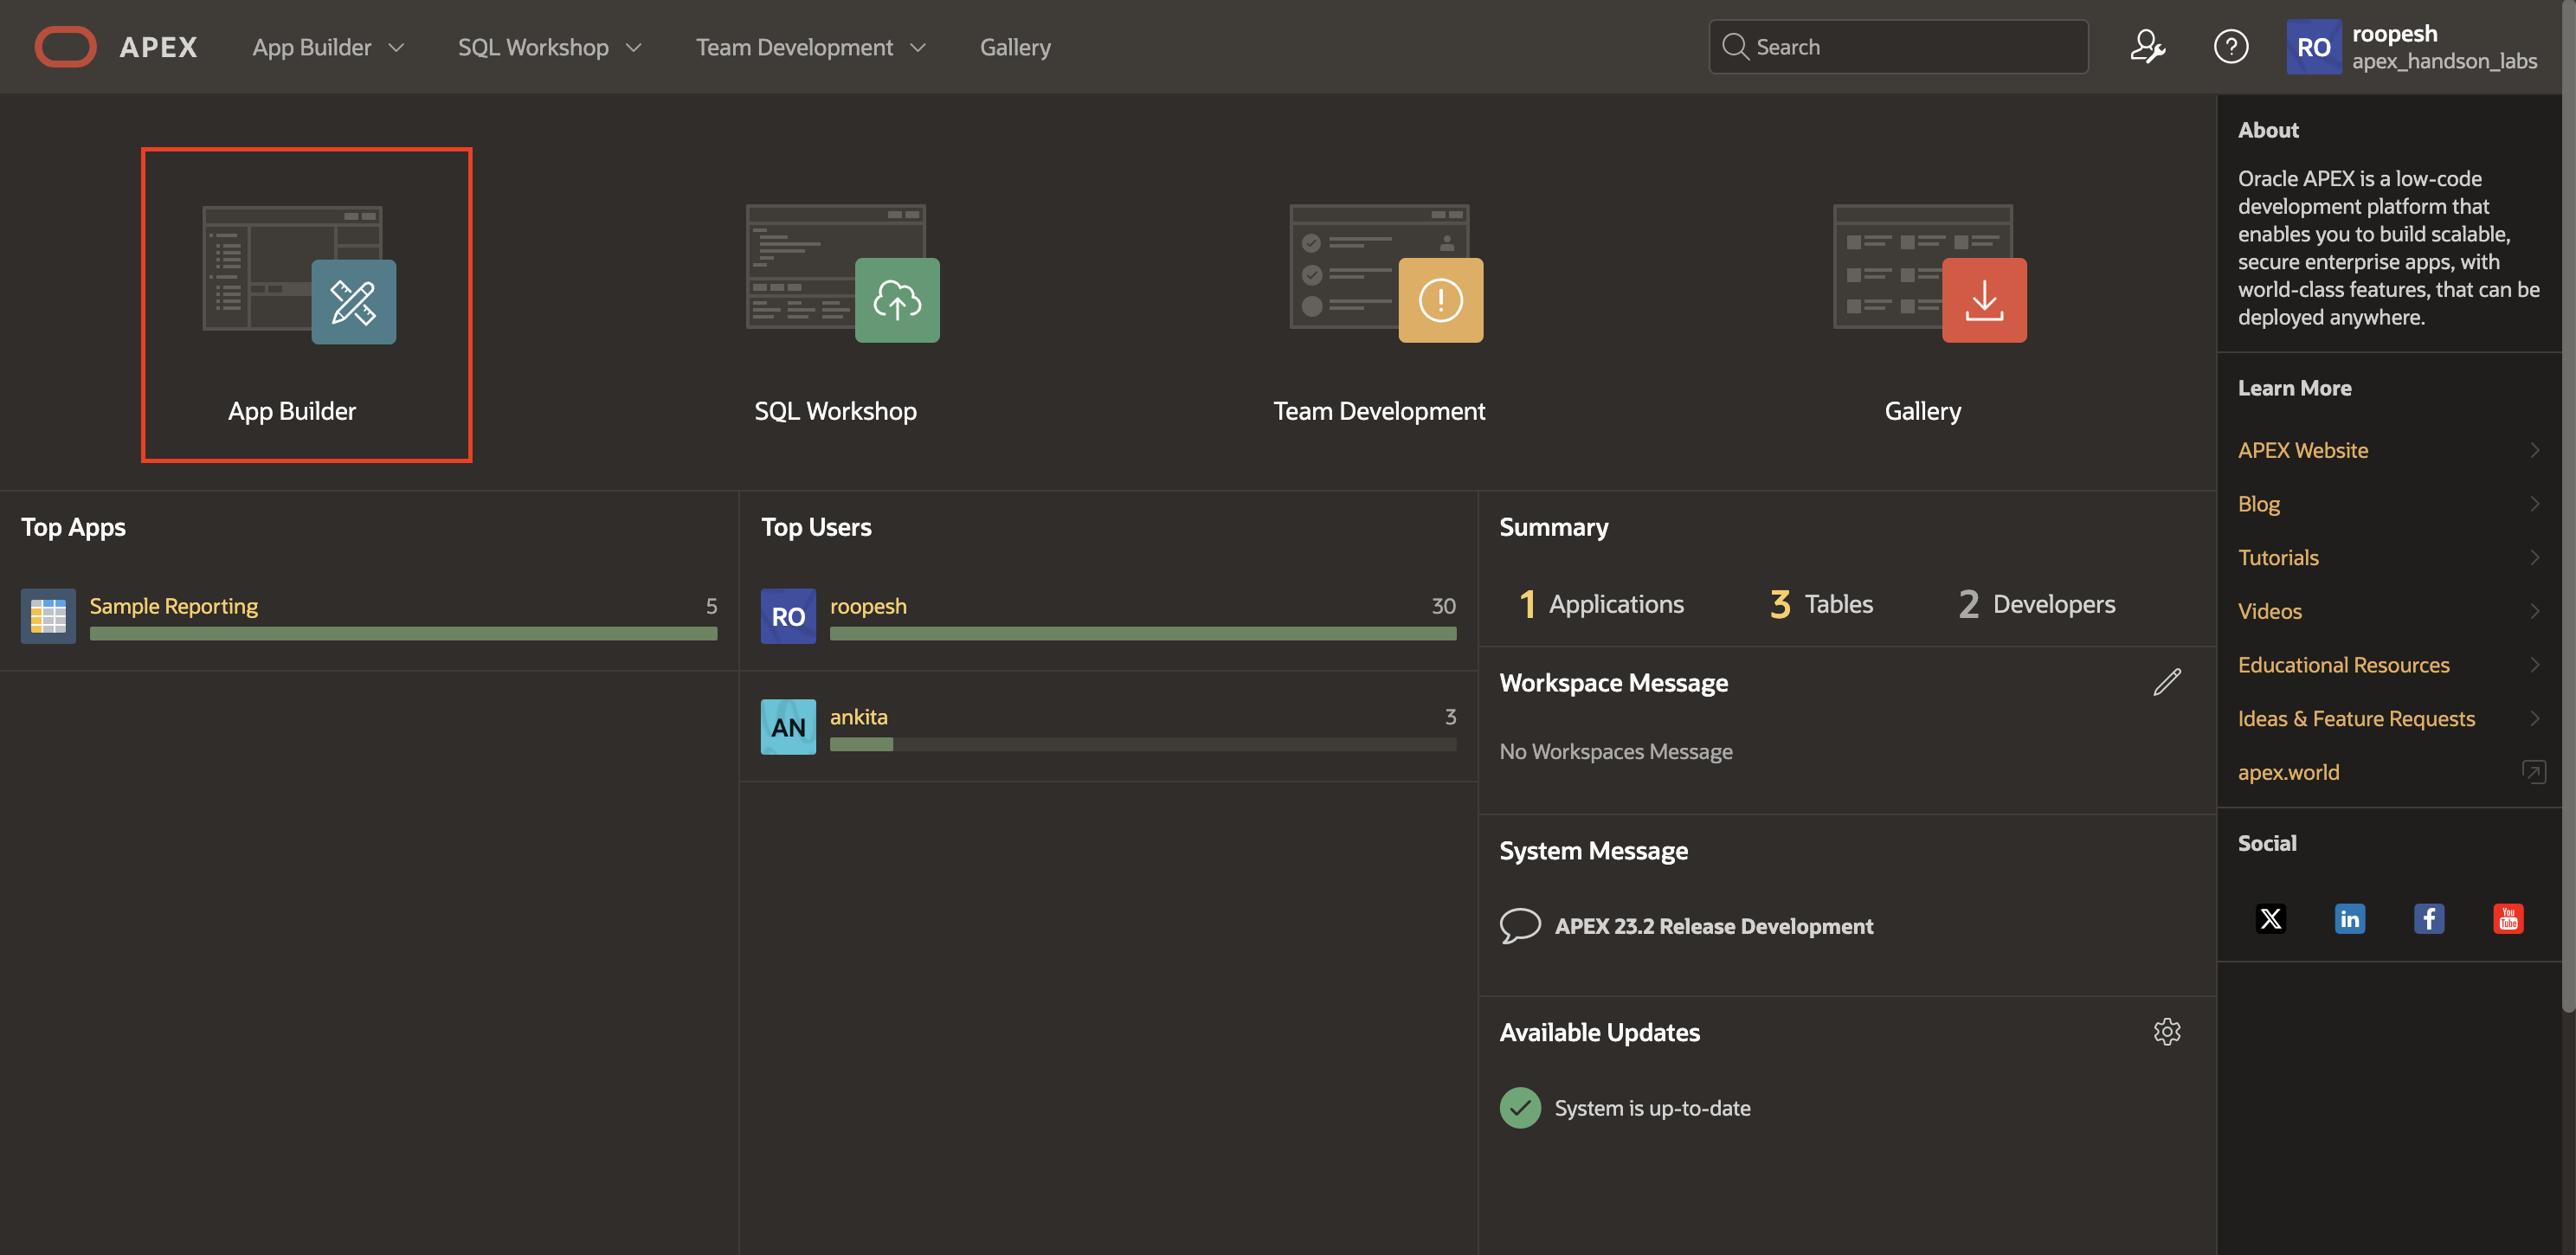 APEX
App Builder
SQL Workshop
Team Development
Gallery
Search
?
RO
roopesh
apex_handson_labs
App Builder
SQL Workshop
Team Development
Gallery
Top Apps
Sample Reporting
5
Top Users
RO
roopesh
30
AN
ankita
3
Summary
1 Applications
3 Tables
2 Developers
Workspace Message
No Workspaces Message
System Message
APEX 23.2 Release Development
Available Updates
System is up-to-date
About
Oracle APEX is a low-code
development platform that
enables you to build scalable,
secure enterprise apps, with
world-class features, that can be
deployed anywhere.
Learn More
APEX Website
Blog
Tutorials
Videos
Educational Resources
Ideas & Feature Requests
apex.world
Social
X
in
f
You
Tube